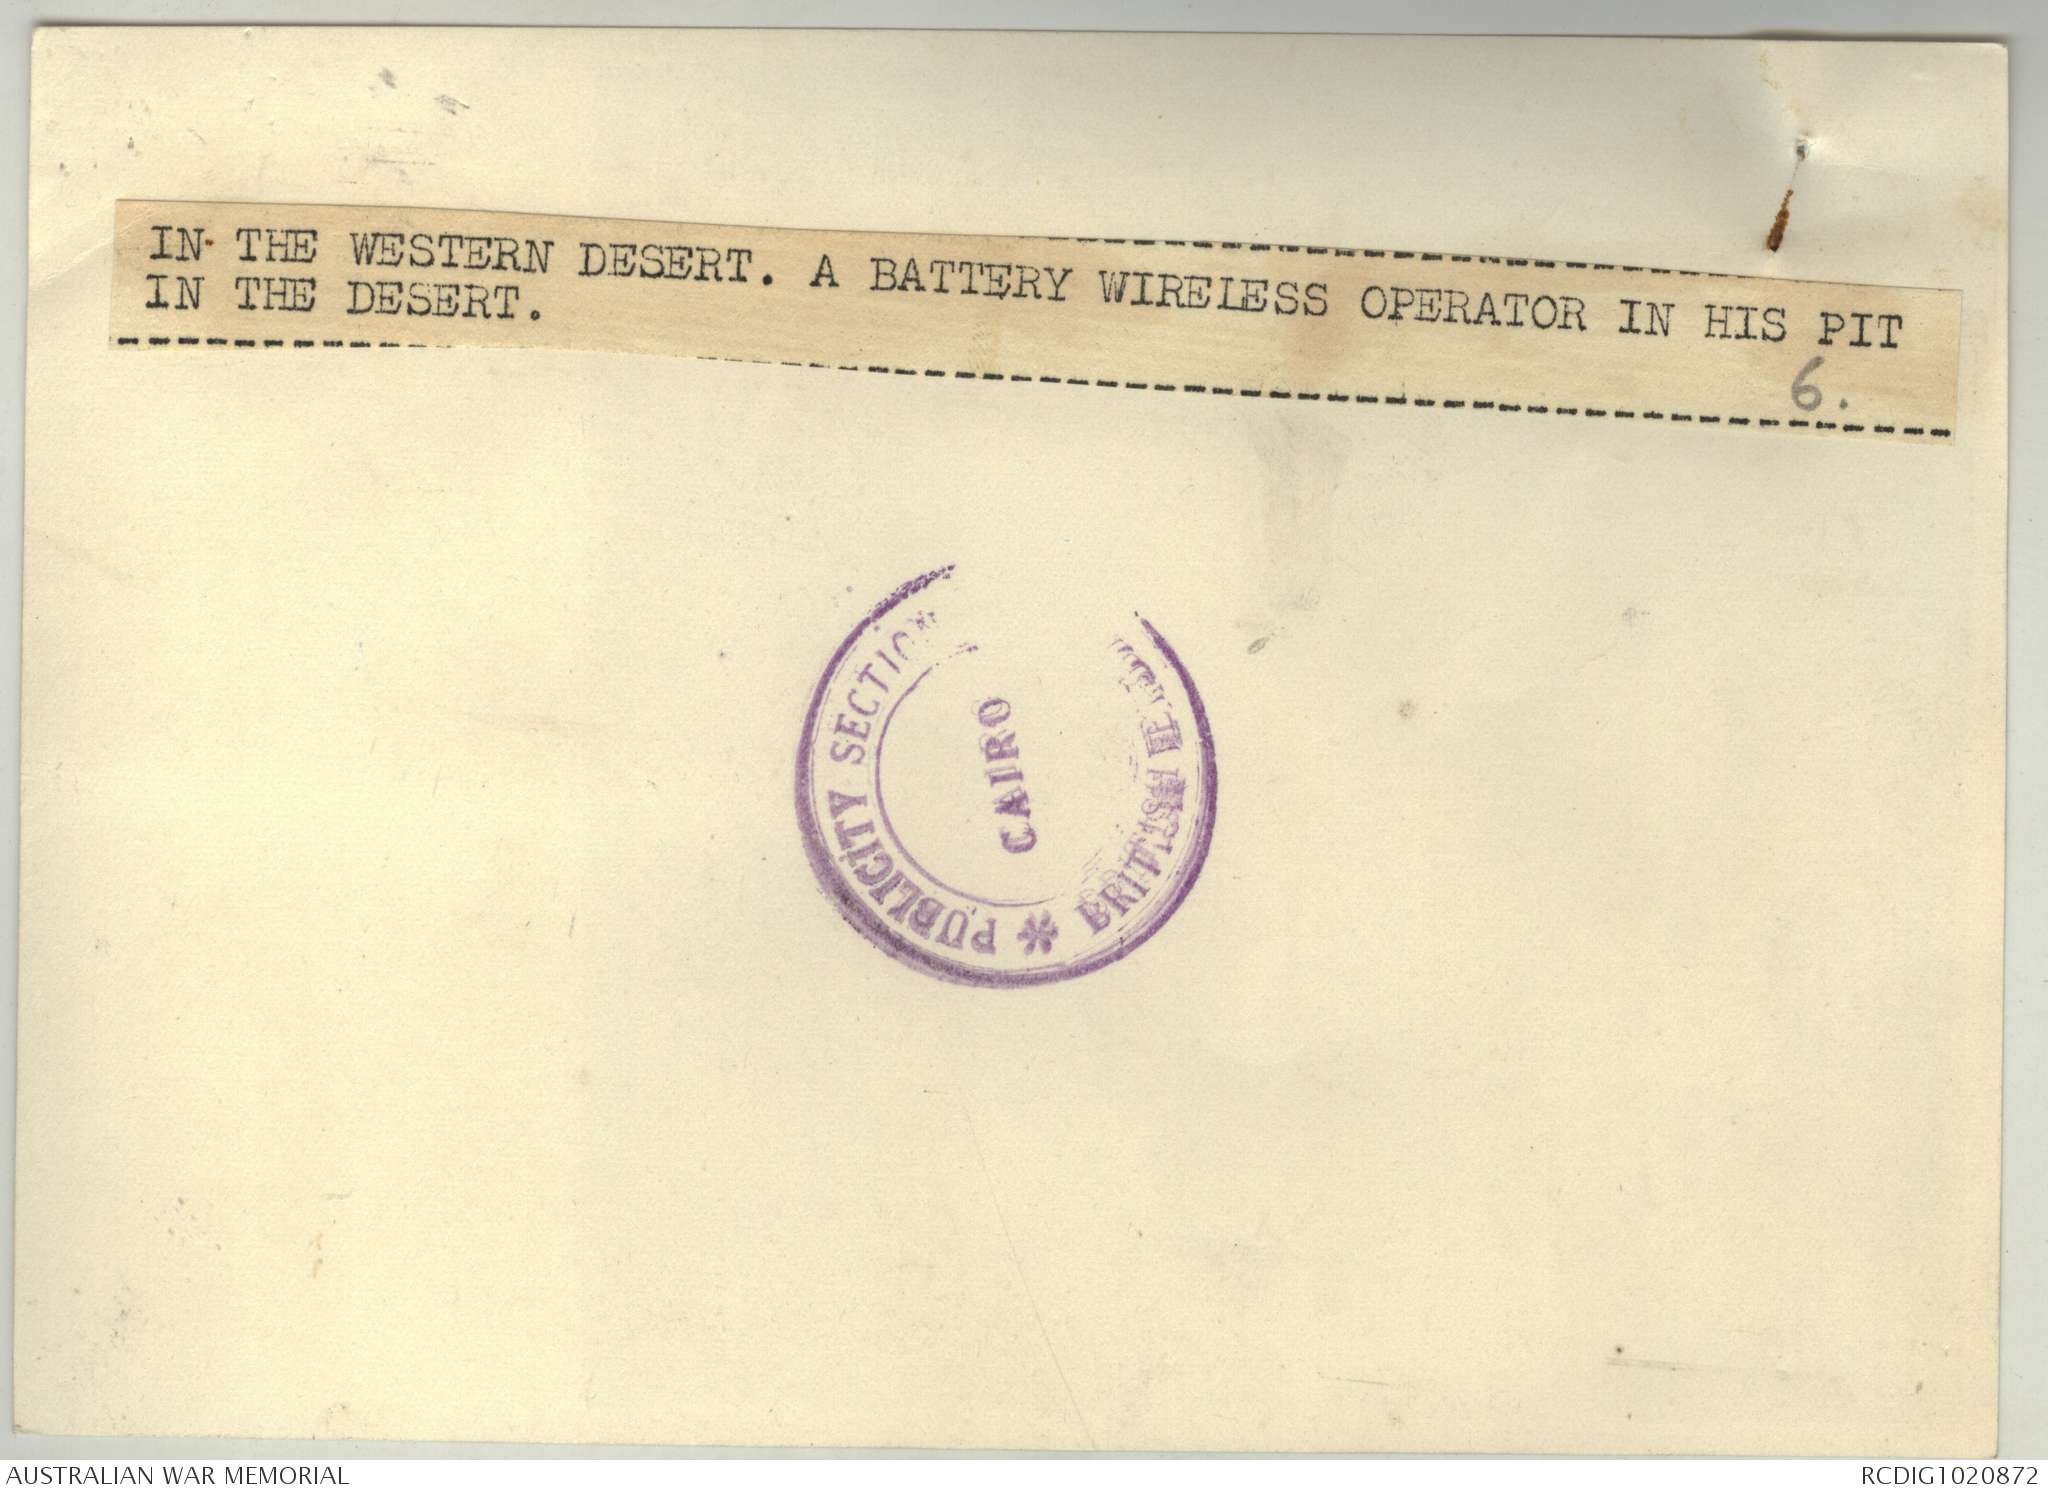 IN THE WESTERN DESERT. A BATTERY WIRELESS OPERATOR IN HIS PIT
IN THE DESERT.
6.
PUBLICITY SECTION
CAIRO
BRITISH
AUSTRALIAN WAR MEMORIAL
RCDIG1020872